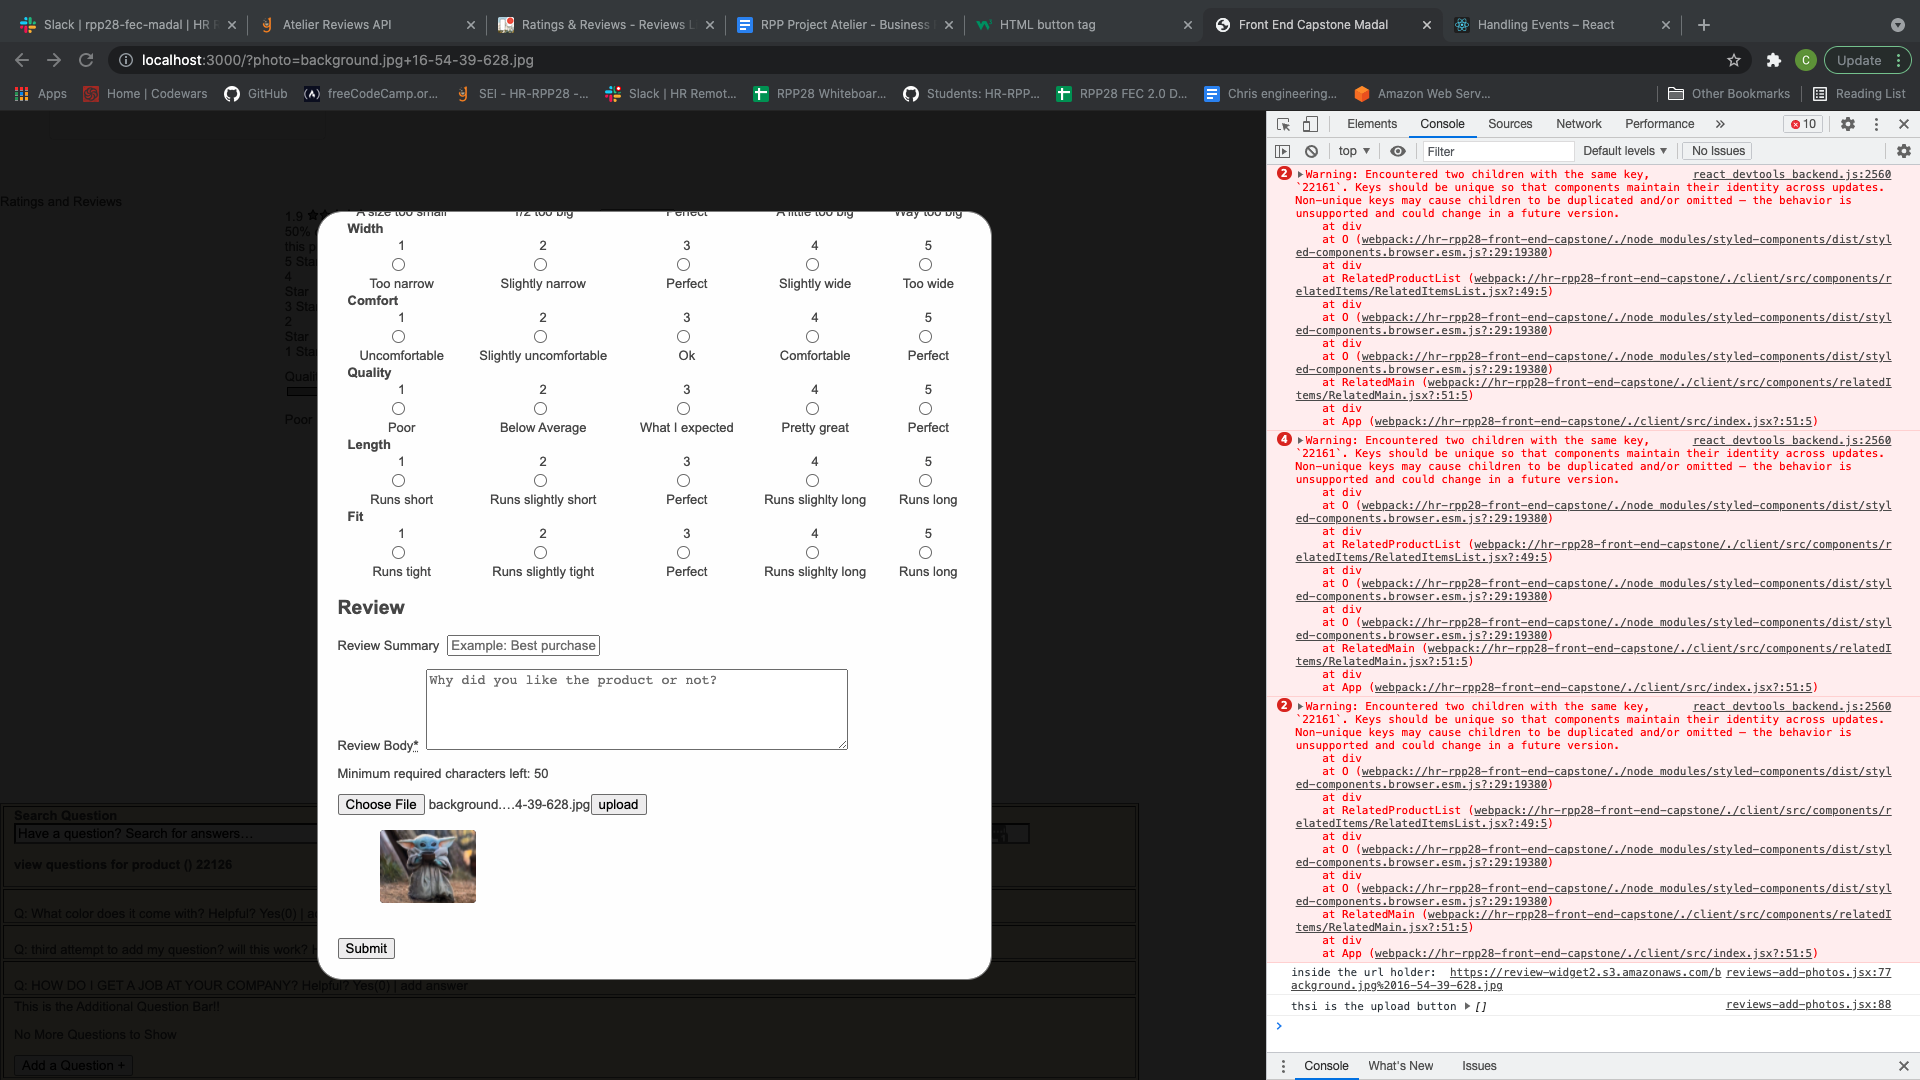 Slack | rpp28-fec-madal | HR R
Atelier Reviews API
Ratings & Reviews - Reviews Li
RPP Project Atelier - Business
HTML button tag
Front End Capstone Madal
Handling Events – React
localhost:3000/?photo=background.jpg+16-54-39-628.jpg
C
Update
Apps
Home | Codewars
GitHub
freeCodeCamp.or...
SEI - HR-RPP28 -...
Slack | HR Remot...
RPP28 Whiteboar...
Students: HR-RPP...
RPP28 FEC 2.0 D...
Chris engineering...
Amazon Web Serv...
Other Bookmarks
Reading List
Ratings and Reviews
1.9
50%
this p
5 Sta
4
Star
3 Sta
2
Star
1 Sta
Quali
Poor
A size too small 1/2 too big Perfect A little too big Way too big
Width
1 2 3 4 5
Too narrow Slightly narrow Perfect Slightly wide Too wide
Comfort
1 2 3 4 5
Uncomfortable Slightly uncomfortable Ok Comfortable Perfect
Quality
1 2 3 4 5
Poor Below Average What I expected Pretty great Perfect
Length
1 2 3 4 5
Runs short Runs slightly short Perfect Runs slighlty long Runs long
Fit
1 2 3 4 5
Runs tight Runs slightly tight Perfect Runs slighlty long Runs long
Review
Review Summary Example: Best purchase
Why did you like the product or not?
Review Body*
Minimum required characters left: 50
Choose File background....4-39-628.jpg upload
Submit
Search Question
Have a question? Search for answers…
view questions for product () 22126
Q: What color does it come with? Helpful? Yes(0) | ad
Q: third attempt to add my question? will this work? H
Q: HOW DO I GET A JOB AT YOUR COMPANY? Helpful? Yes(0) | add answer
This is the Additional Question Bar!!
No More Questions to Show
Add a Question +
Elements Console Sources Network Performance » 10
top Filter Default levels No Issues
2 Warning: Encountered two children with the same key, react_devtools_backend.js:2560
`22161`. Keys should be unique so that components maintain their identity across updates.
Non-unique keys may cause children to be duplicated and/or omitted — the behavior is
unsupported and could change in a future version.
at div
at O (webpack://hr-rpp28-front-end-capstone/./node_modules/styled-components/dist/styl
ed-components.browser.esm.js?:29:19380)
at div
at RelatedProductList (webpack://hr-rpp28-front-end-capstone/./client/src/components/r
elatedItems/RelatedItemsList.jsx?:49:5)
at div
at O (webpack://hr-rpp28-front-end-capstone/./node_modules/styled-components/dist/styl
ed-components.browser.esm.js?:29:19380)
at div
at O (webpack://hr-rpp28-front-end-capstone/./node_modules/styled-components/dist/styl
ed-components.browser.esm.js?:29:19380)
at RelatedMain (webpack://hr-rpp28-front-end-capstone/./client/src/components/relatedI
tems/RelatedMain.jsx?:51:5)
at div
at App (webpack://hr-rpp28-front-end-capstone/./client/src/index.jsx?:51:5)
4 Warning: Encountered two children with the same key, react_devtools_backend.js:2560
`22161`. Keys should be unique so that components maintain their identity across updates.
Non-unique keys may cause children to be duplicated and/or omitted — the behavior is
unsupported and could change in a future version.
at div
at O (webpack://hr-rpp28-front-end-capstone/./node_modules/styled-components/dist/styl
ed-components.browser.esm.js?:29:19380)
at div
at RelatedProductList (webpack://hr-rpp28-front-end-capstone/./client/src/components/r
elatedItems/RelatedItemsList.jsx?:49:5)
at div
at O (webpack://hr-rpp28-front-end-capstone/./node_modules/styled-components/dist/styl
ed-components.browser.esm.js?:29:19380)
at div
at O (webpack://hr-rpp28-front-end-capstone/./node_modules/styled-components/dist/styl
ed-components.browser.esm.js?:29:19380)
at RelatedMain (webpack://hr-rpp28-front-end-capstone/./client/src/components/relatedI
tems/RelatedMain.jsx?:51:5)
at div
at App (webpack://hr-rpp28-front-end-capstone/./client/src/index.jsx?:51:5)
2 Warning: Encountered two children with the same key, react_devtools_backend.js:2560
`22161`. Keys should be unique so that components maintain their identity across updates.
Non-unique keys may cause children to be duplicated and/or omitted — the behavior is
unsupported and could change in a future version.
at div
at O (webpack://hr-rpp28-front-end-capstone/./node_modules/styled-components/dist/styl
ed-components.browser.esm.js?:29:19380)
at div
at RelatedProductList (webpack://hr-rpp28-front-end-capstone/./client/src/components/r
elatedItems/RelatedItemsList.jsx?:49:5)
at div
at O (webpack://hr-rpp28-front-end-capstone/./node_modules/styled-components/dist/styl
ed-components.browser.esm.js?:29:19380)
at div
at O (webpack://hr-rpp28-front-end-capstone/./node_modules/styled-components/dist/styl
ed-components.browser.esm.js?:29:19380)
at RelatedMain (webpack://hr-rpp28-front-end-capstone/./client/src/components/relatedI
tems/RelatedMain.jsx?:51:5)
at div
at App (webpack://hr-rpp28-front-end-capstone/./client/src/index.jsx?:51:5)
inside the url holder: https://review-widget2.s3.amazonaws.com/b reviews-add-photos.jsx:77
ackground.jpg%2016-54-39-628.jpg
thsi is the upload button [] reviews-add-photos.jsx:88
Console What's New Issues